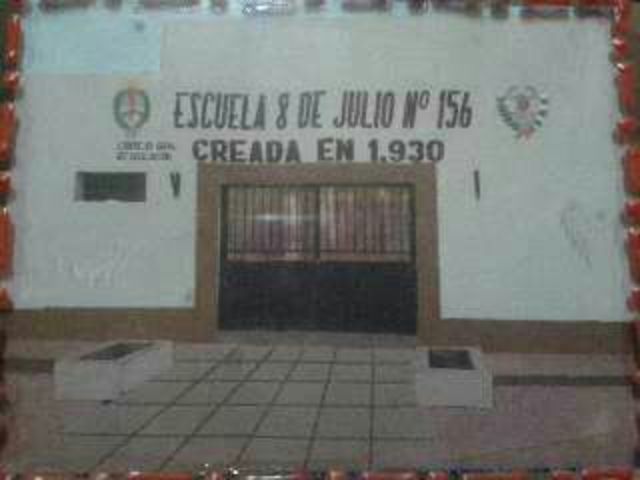 ESCUELA 8 DE JULIO Nº 156
CREADA EN 1.930